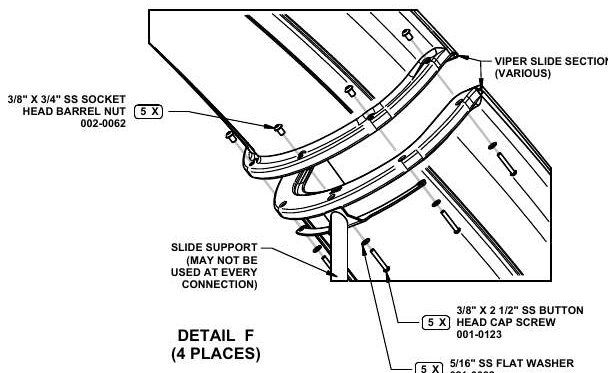 VIPER SLIDE SECTION
(VARIOUS)
3/8" X 3/4" SS SOCKET
HEAD BARREL NUT
002-0062
5 X
SLIDE SUPPORT
(MAY NOT BE
USED AT EVERY
CONNECTION)
3/8" X 2 1/2" SS BUTTON
HEAD CAP SCREW
001-0123
5 X
DETAIL F
(4 PLACES)
5/16" SS FLAT WASHER
5 X